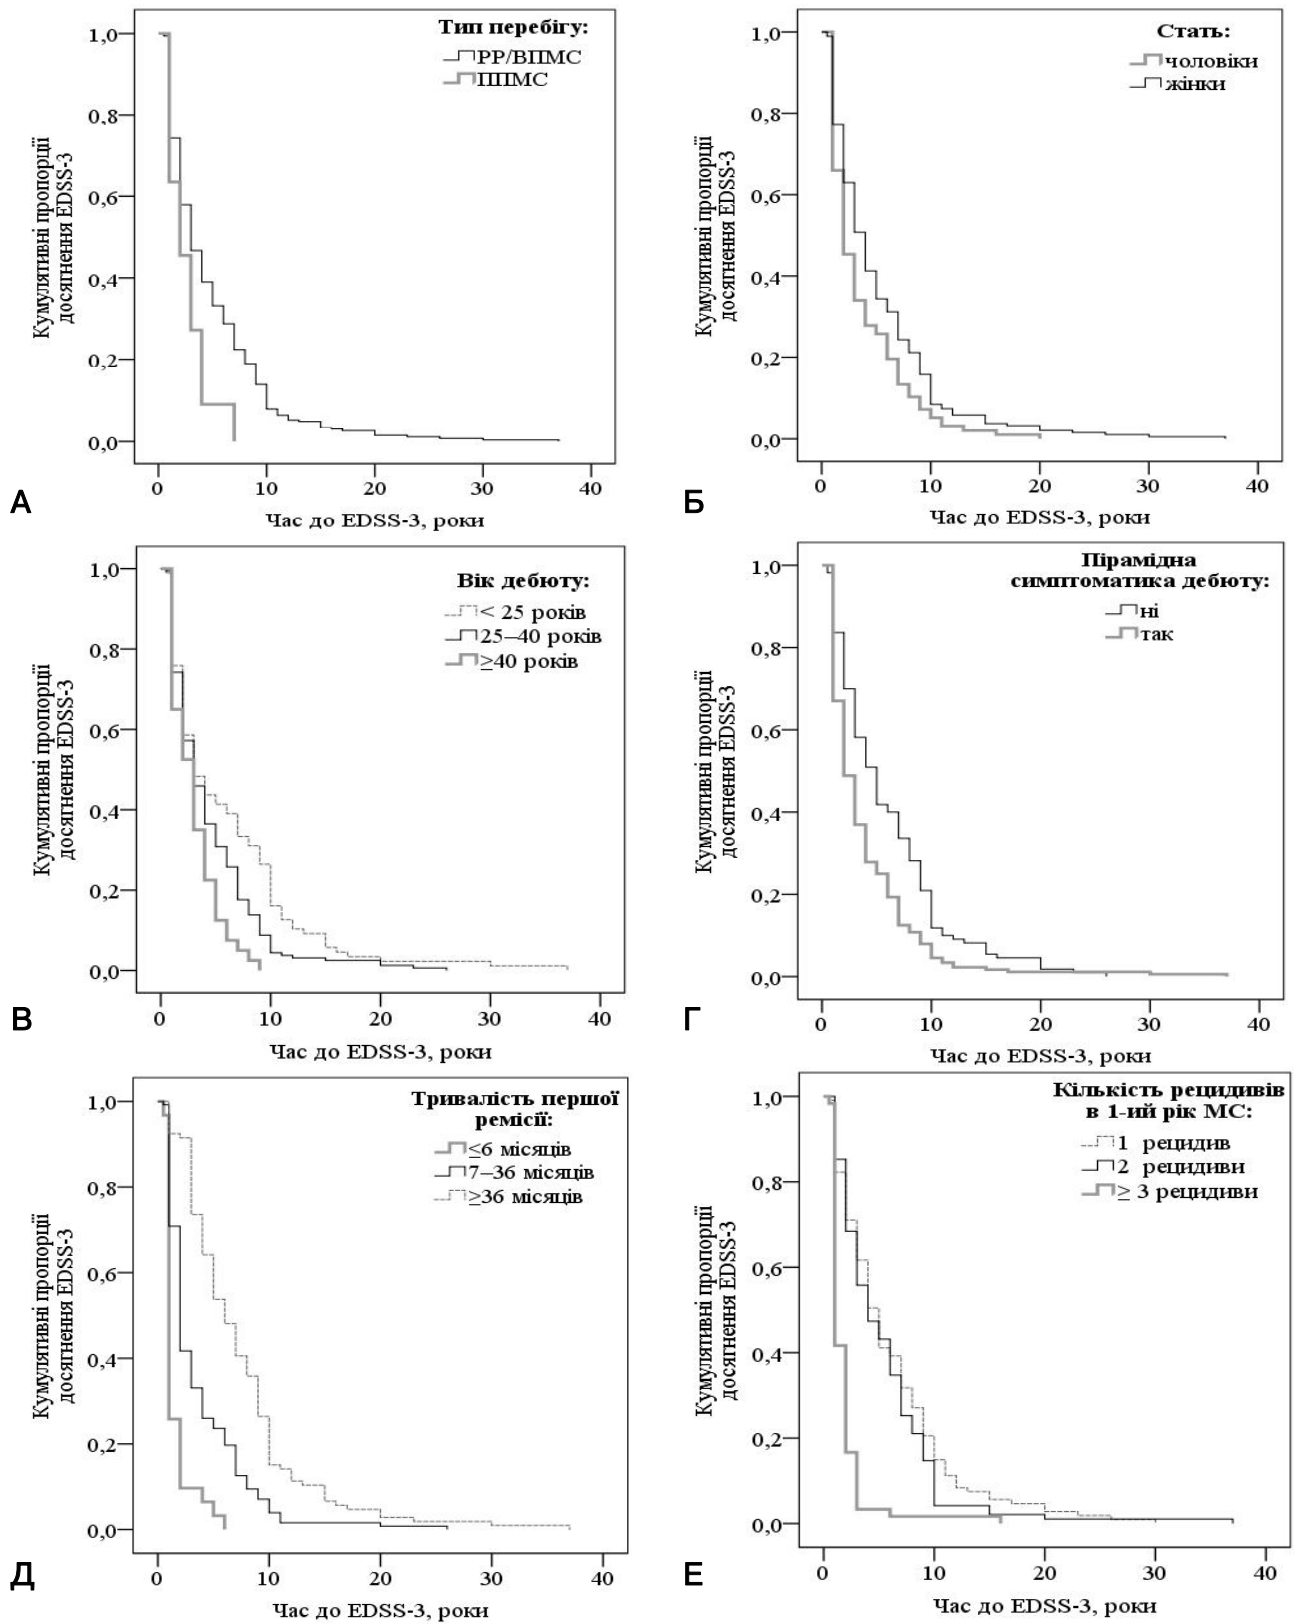 Тип перебігу:
РР/ВПМС
ППМС
Кумулятивні пропорції
досягнення EDSS-3
1,0
0,8
0,6
0,4
0,2
0,0
0 10 20 30 40
Час до EDSS-3, роки
А
Стать:
чоловіки
жінки
Кумулятивні пропорції
досягнення EDSS-3
1,0
0,8
0,6
0,4
0,2
0,0
0 10 20 30 40
Час до EDSS-3, роки
Б
Вік дебюту:
< 25 років
25–40 років
≥40 років
Кумулятивні пропорції
досягнення EDSS-3
1,0
0,8
0,6
0,4
0,2
0,0
0 10 20 30 40
Час до EDSS-3, роки
В
Пірамідна
симптоматика дебюту:
ні
так
Кумулятивні пропорції
досягнення EDSS-3
1,0
0,8
0,6
0,4
0,2
0,0
0 10 20 30 40
Час до EDSS-3, роки
Г
Тривалість першої
ремісії:
≤6 місяців
7–36 місяців
≥36 місяців
Кумулятивні пропорції
досягнення EDSS-3
1,0
0,8
0,6
0,4
0,2
0,0
0 10 20 30 40
Час до EDSS-3, роки
Д
Кількість рецидивів
в 1-ий рік МС:
1 рецидив
2 рецидиви
≥ 3 рецидиви
Кумулятивні пропорції
досягнення EDSS-3
1,0
0,8
0,6
0,4
0,2
0,0
0 10 20 30 40
Час до EDSS-3, роки
Е